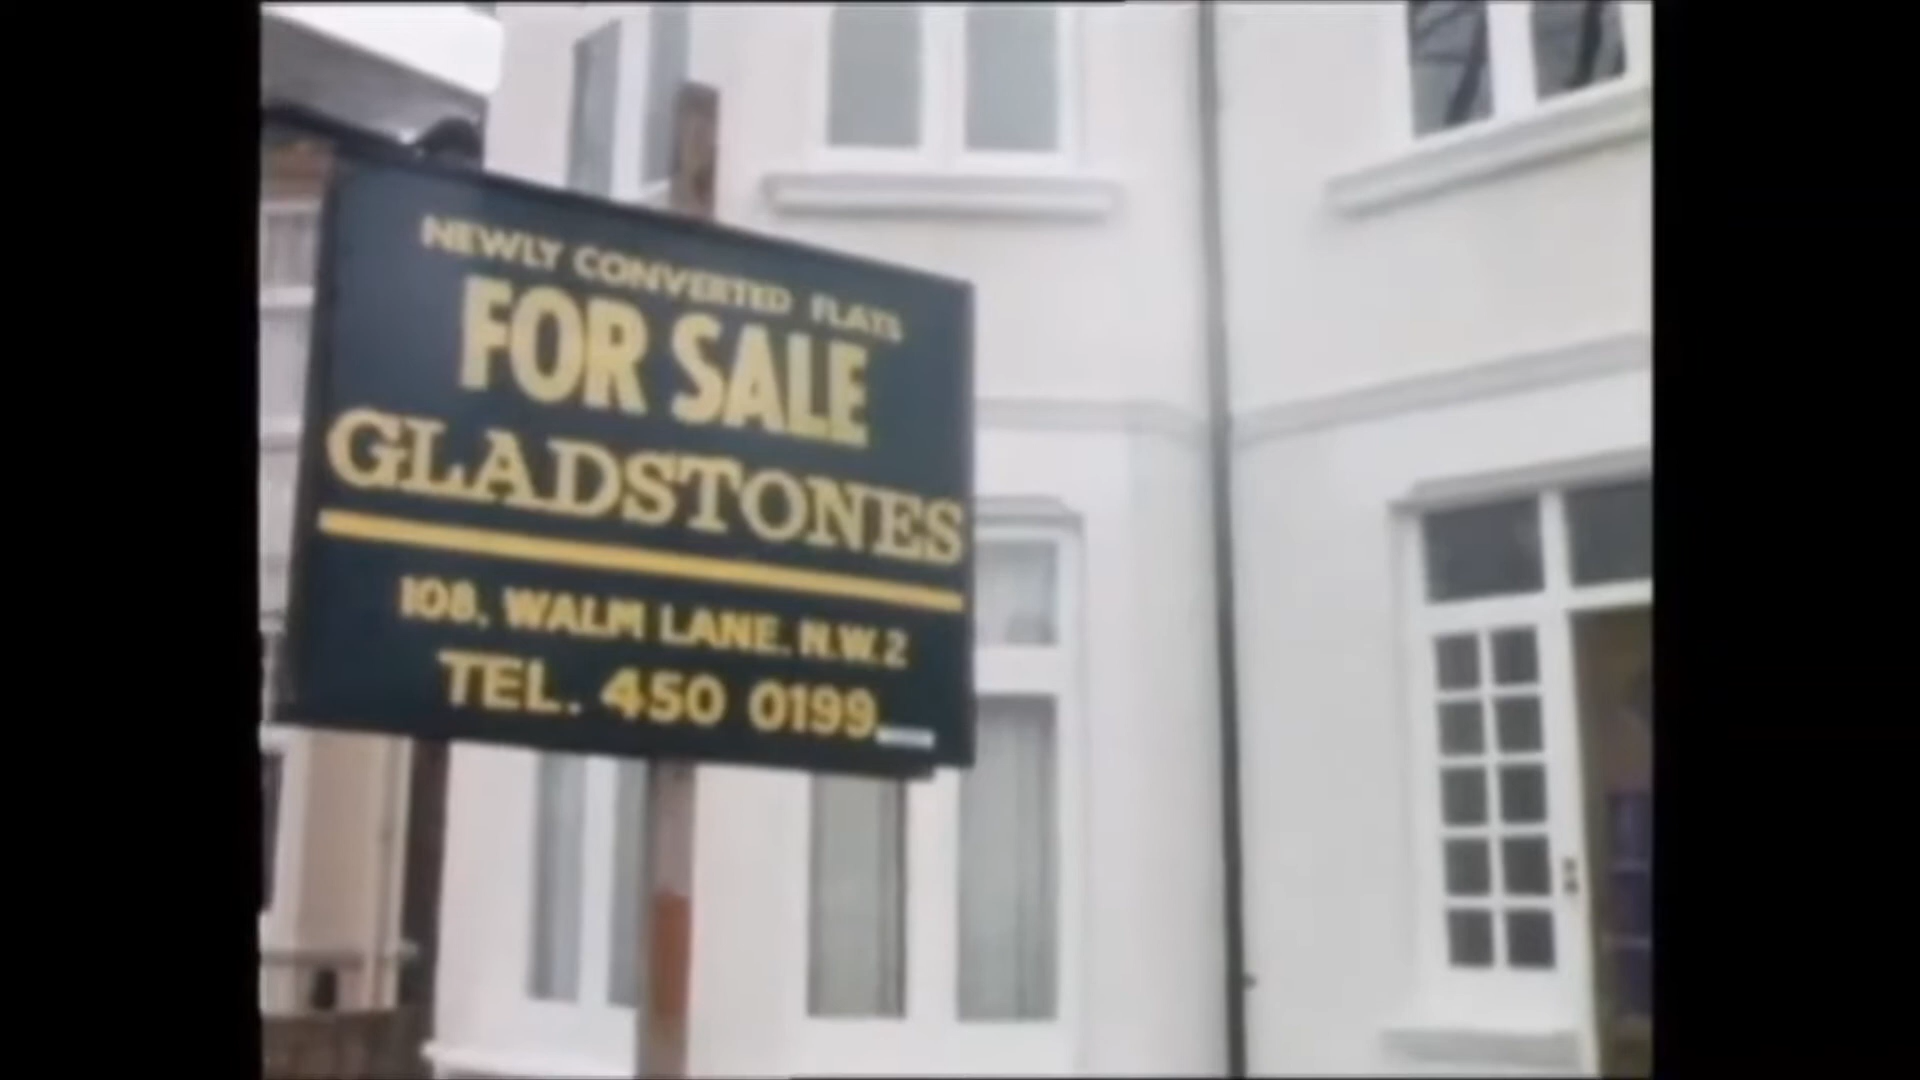 NEWLY CONVERTED FLATS
FOR SALE
GLADSTONES
108, WALM LANE. N.W.2
TEL. 450 0199